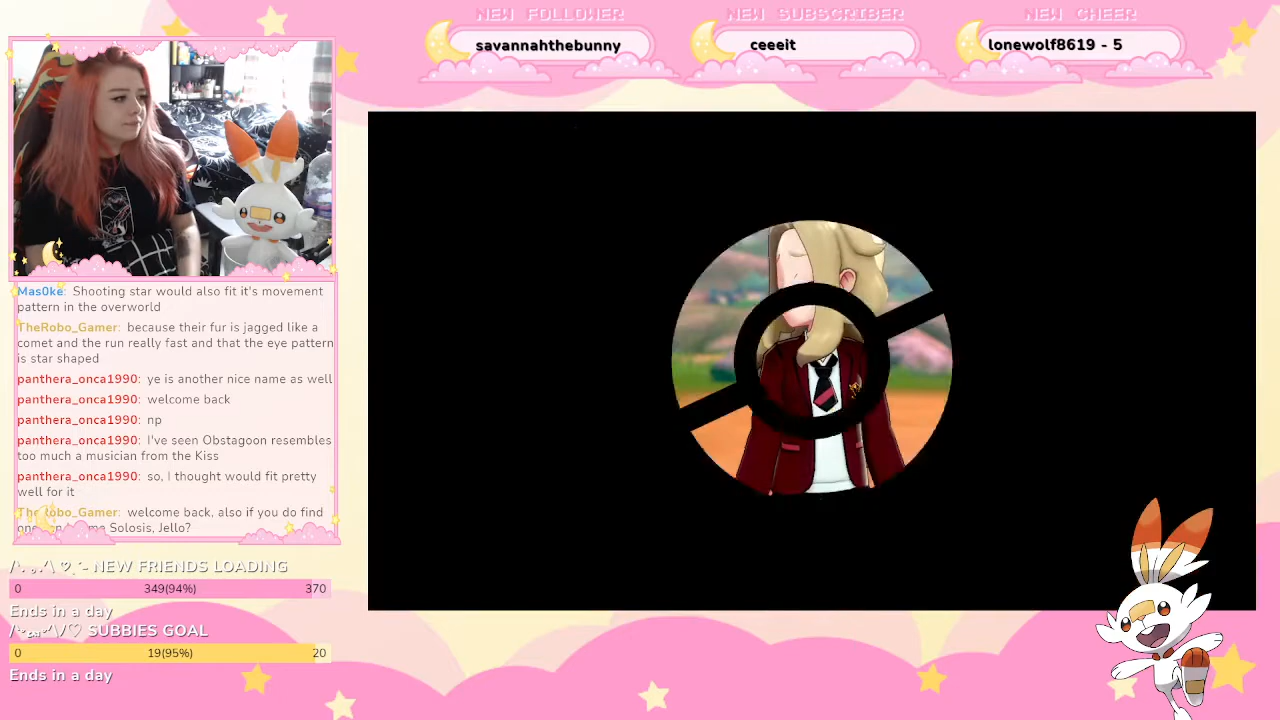 NEW FOLLOWER
NEW SUBSCRIBER
NEW CHEER
savannahthebunny
ceeeit
lonewolf8619 - 5
Mas0ke: Shooting star would also fit it's movement
pattern in the overworld
TheRobo_Gamer: because their fur is jagged like a
comet and the run really fast and that the eye pattern
is star shaped
panthera_onca1990: ye is another nice name as well
panthera_onca1990: welcome back
panthera_onca1990: np
panthera_onca1990: I've seen Obstagoon resembles
too much a musician from the Kiss
panthera_onca1990: so, I thought would fit pretty
well for it
TheRobo_Gamer: welcome back, also if you do find
Solosis, Jello?
NEW FRIENDS LOADING
0 349(94%) 370
Ends in a day
SUBBIES GOAL
0 19(95%) 20
Ends in a day